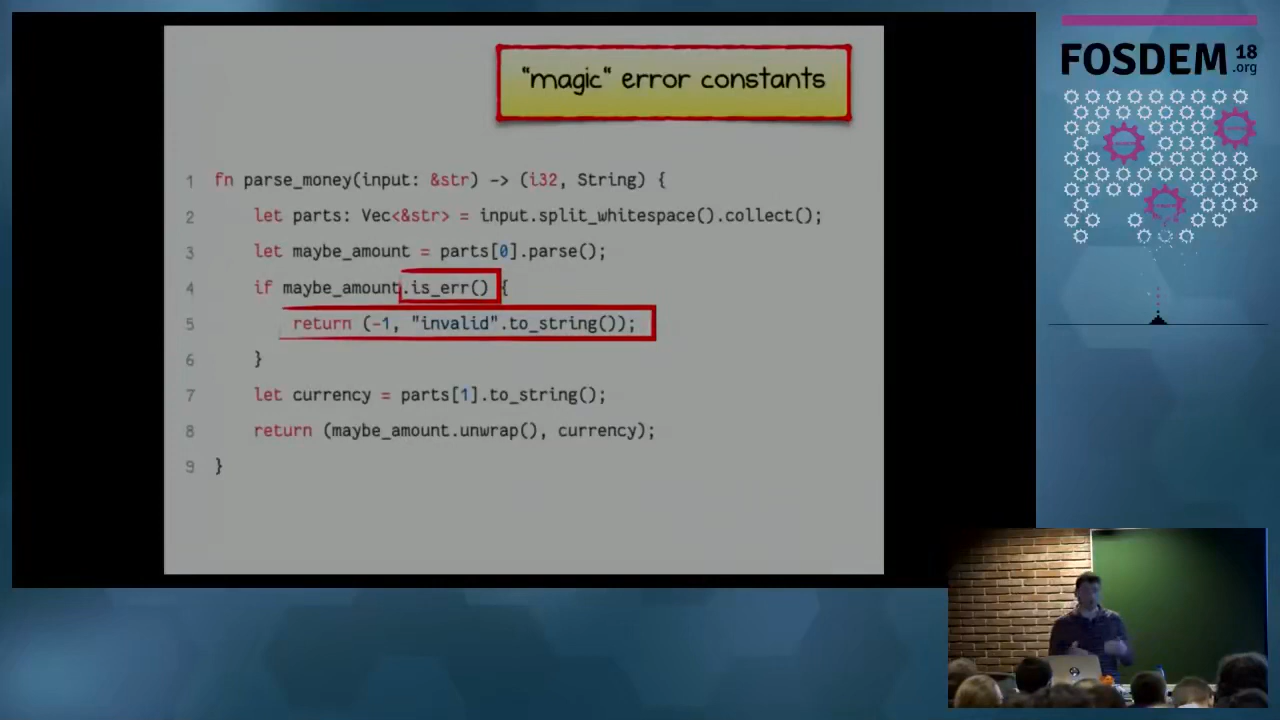 "magic" error constants
1 fn parse_money(input: &str) -> (i32, String) {
2 let parts: Vec<&str> = input.split_whitespace().collect();
3 let maybe_amount = parts[0].parse();
4 if maybe_amount.is_err() {
5 return (-1, "invalid".to_string());
6 }
7 let currency = parts[1].to_string();
8 return (maybe_amount.unwrap(), currency);
9 }
FOSDEM 18
.org